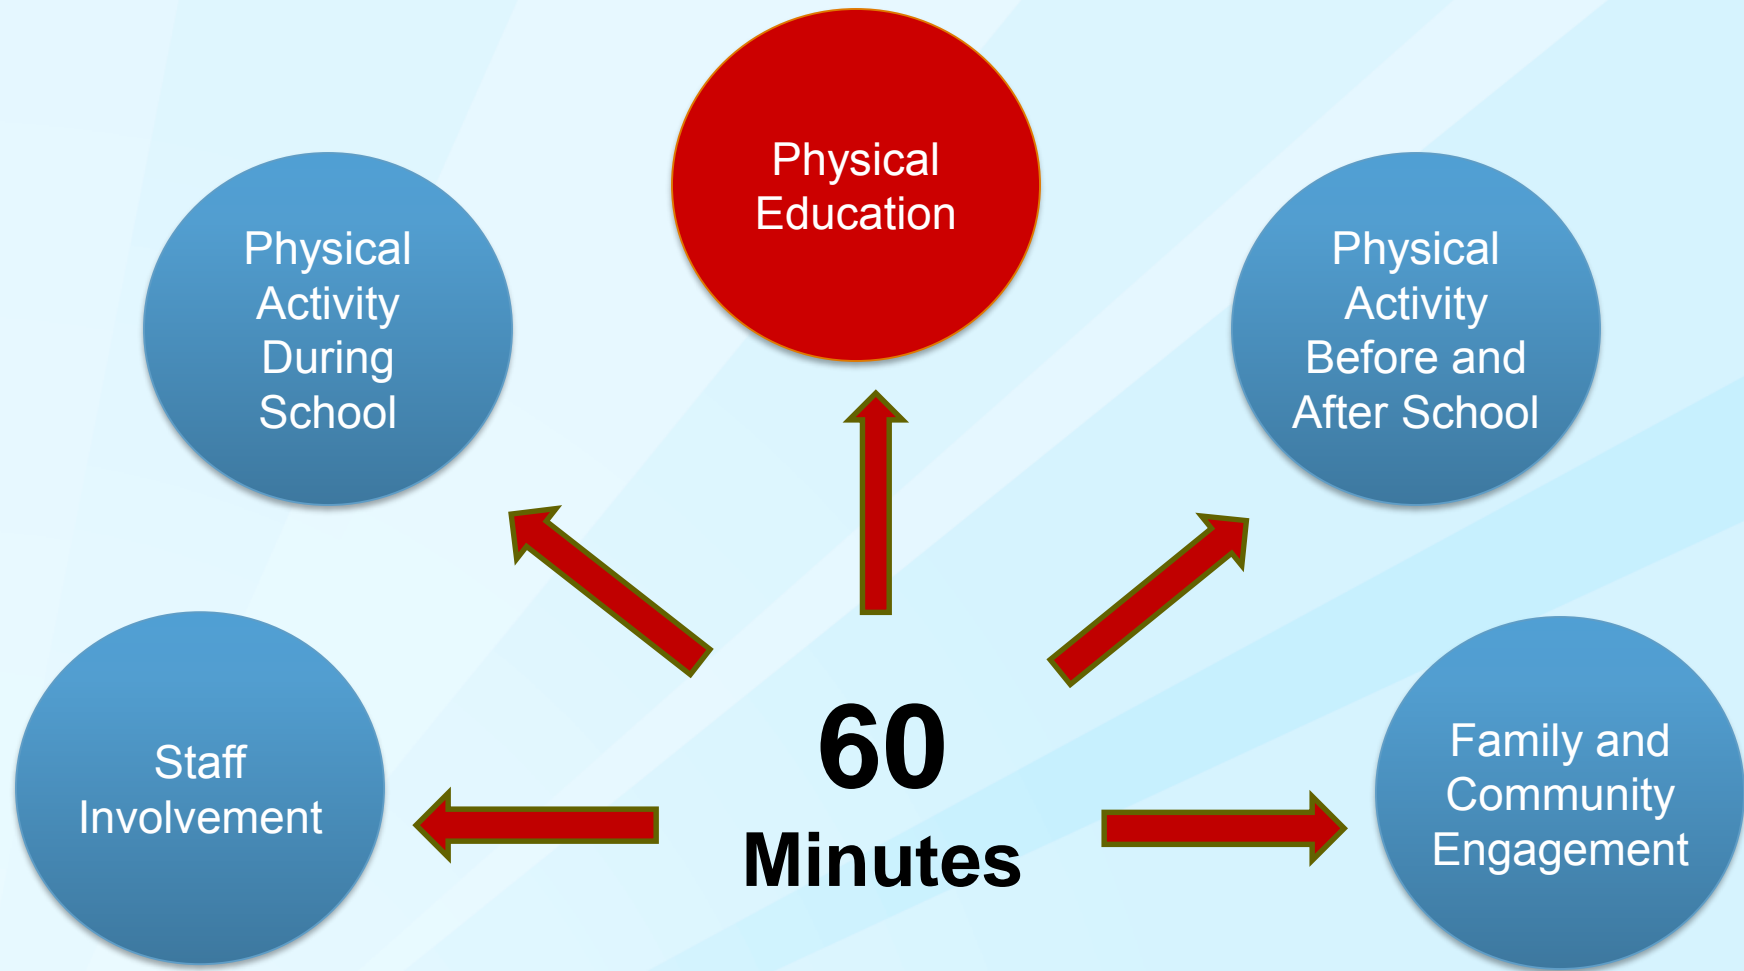 Physical
Education
Physical
Activity
During
School
Physical
Activity
Before and
After School
Staff
Involvement
60
Minutes
Family and
Community
Engagement